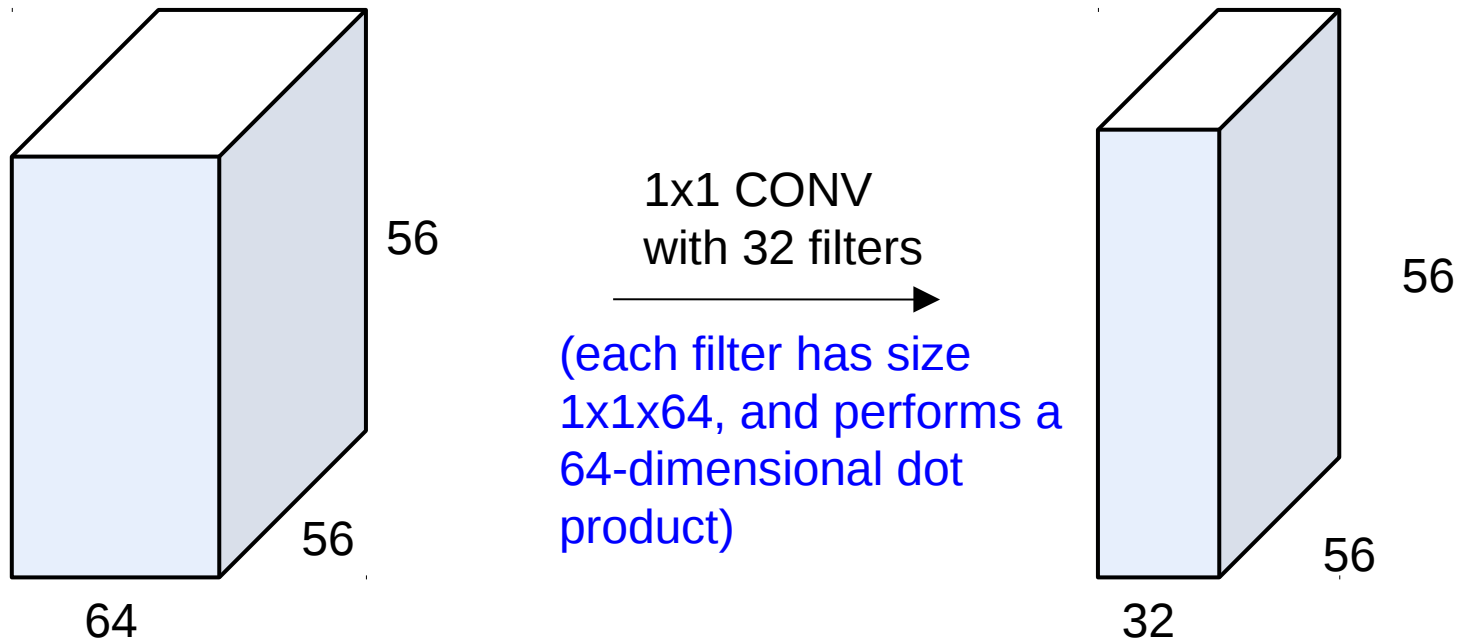 56
56
64
1x1 CONV
with 32 filters
(each filter has size
1x1x64, and performs a
64-dimensional dot
product)
56
56
32